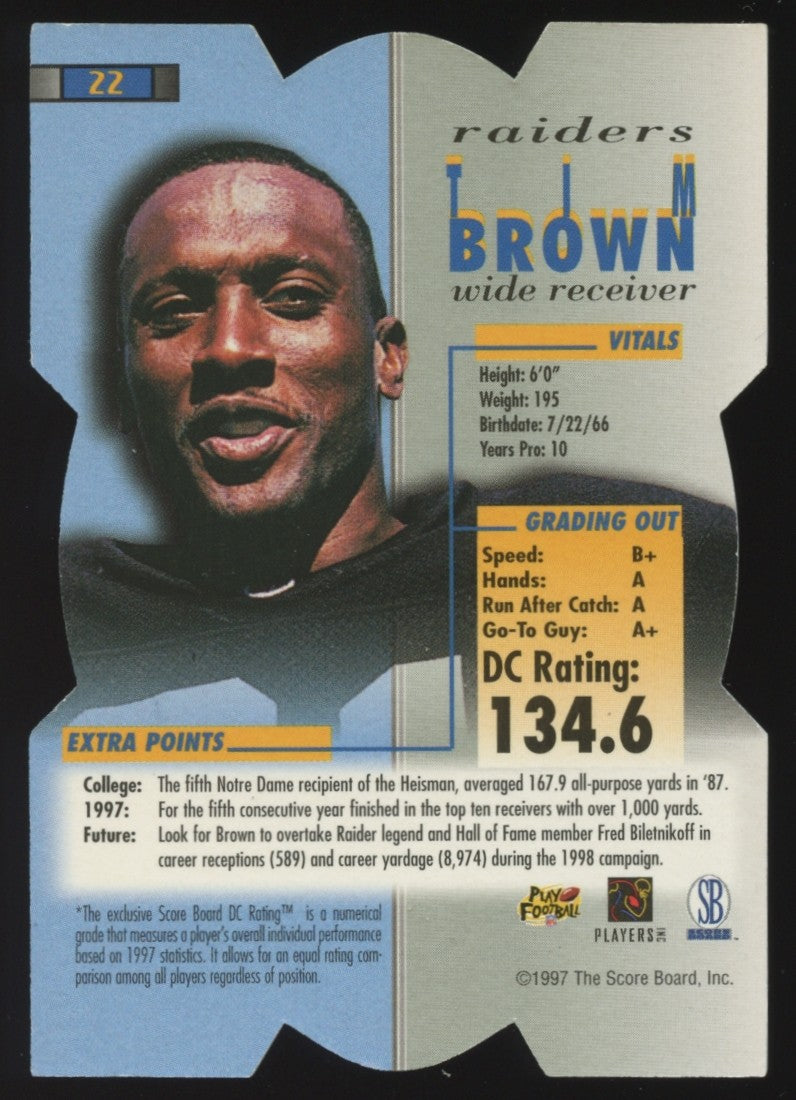 22
raiders
TIM
BROWN
wide receiver
VITALS
Height: 6'0"
Weight: 195
Birthdate: 7/22/66
Years Pro: 10
GRADING OUT
Speed: B+
Hands: A
Run After Catch: A
Go-To Guy: A+
DC Rating:
134.6
EXTRA POINTS
College: The fifth Notre Dame recipient of the Heisman, averaged 167.9 all-purpose yards in '87.
1997: For the fifth consecutive year finished in the top ten receivers with over 1,000 yards.
Future: Look for Brown to overtake Raider legend and Hall of Fame member Fred Biletnikoff in
career receptions (589) and career yardage (8,974) during the 1998 campaign.
*The exclusive Score Board DC Rating™ is a numerical
grade that measures a player's overall individual performance
based on 1997 statistics. It allows for an equal rating com-
parison among all players regardless of position.
PLAY
FOOTBALL
PLAYERS INC
SB
©1997 The Score Board, Inc.